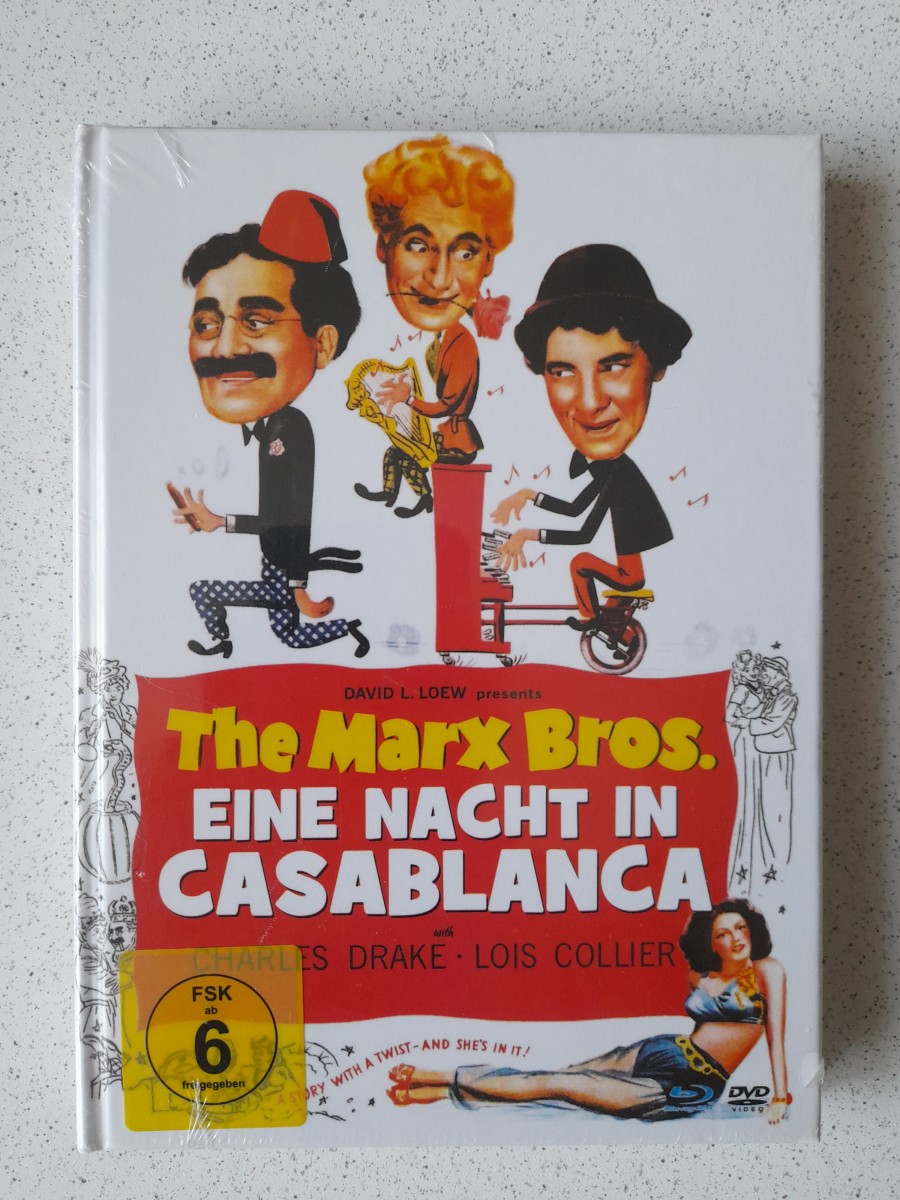 DAVID L. LOEW presents
The Marx Bros.
EINE NACHT IN
CASABLANCA
with
CHARLES DRAKE · LOIS COLLIER
FSK
ab
6
freigegeben
A STORY WITH A TWIST-AND SHE'S IN IT!
DVD
VIDEO